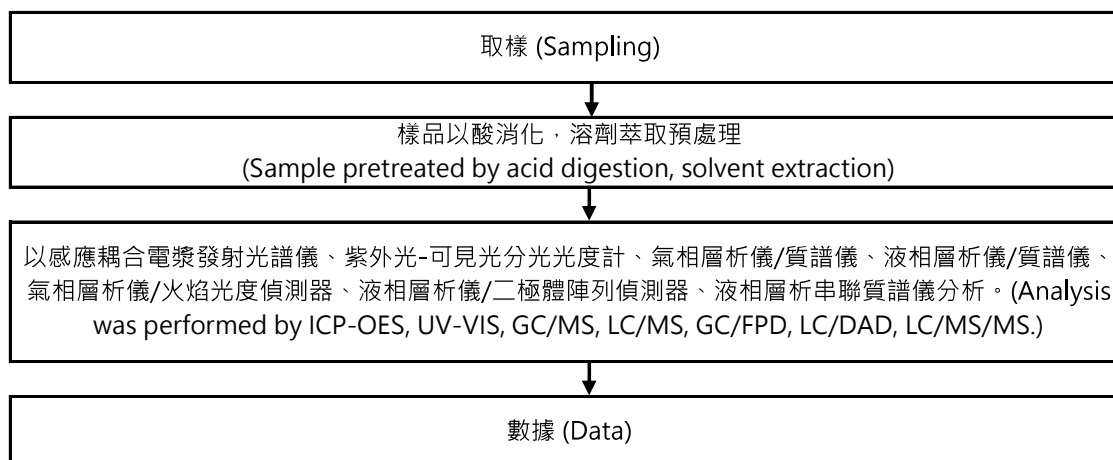 取樣 (Sampling)
樣品以酸消化，溶劑萃取預處理
(Sample pretreated by acid digestion, solvent extraction)
以感應耦合電漿發射光譜儀、紫外光-可見光分光光度計、氣相層析儀/質譜儀、液相層析儀/質譜儀、
氣相層析儀/火焰光度偵測器、液相層析儀/二極體陣列偵測器、液相層析串聯質譜儀分析。(Analysis
was performed by ICP-OES, UV-VIS, GC/MS, LC/MS, GC/FPD, LC/DAD, LC/MS/MS.)
數據 (Data)